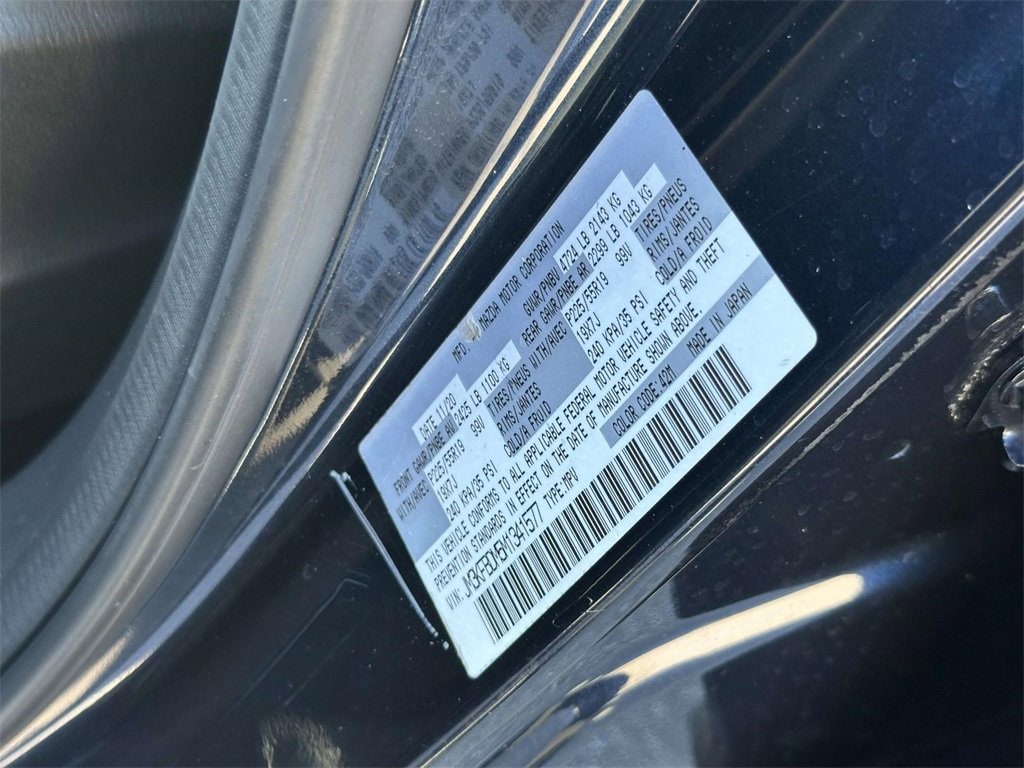 MFD. BY MAZDA MOTOR CORPORATION
DATE 11/20 GVWR/PNBV 4724 LB 2143 KG
FRONT GAWR/PNBE AV 2425 LB 1100 KG REAR GAWR/PNBE AR 2299 LB 1043 KG
WITH/AVEC P225/55R19 99V TIRES/PNEUS WITH/AVEC P225/55R19 99V TIRES/PNEUS
19X7J RIMS/JANTES 19X7J RIMS/JANTES
240 KPA/35 PSI COLD/A FROID 240 KPA/35 PSI COLD/A FROID
THIS VEHICLE CONFORMS TO ALL APPLICABLE FEDERAL MOTOR VEHICLE SAFETY AND THEFT
PREVENTION STANDARDS IN EFFECT ON THE DATE OF MANUFACTURE SHOWN ABOVE
VIN: TYPE:MPV COLOR CODE:42M MADE IN JAPAN